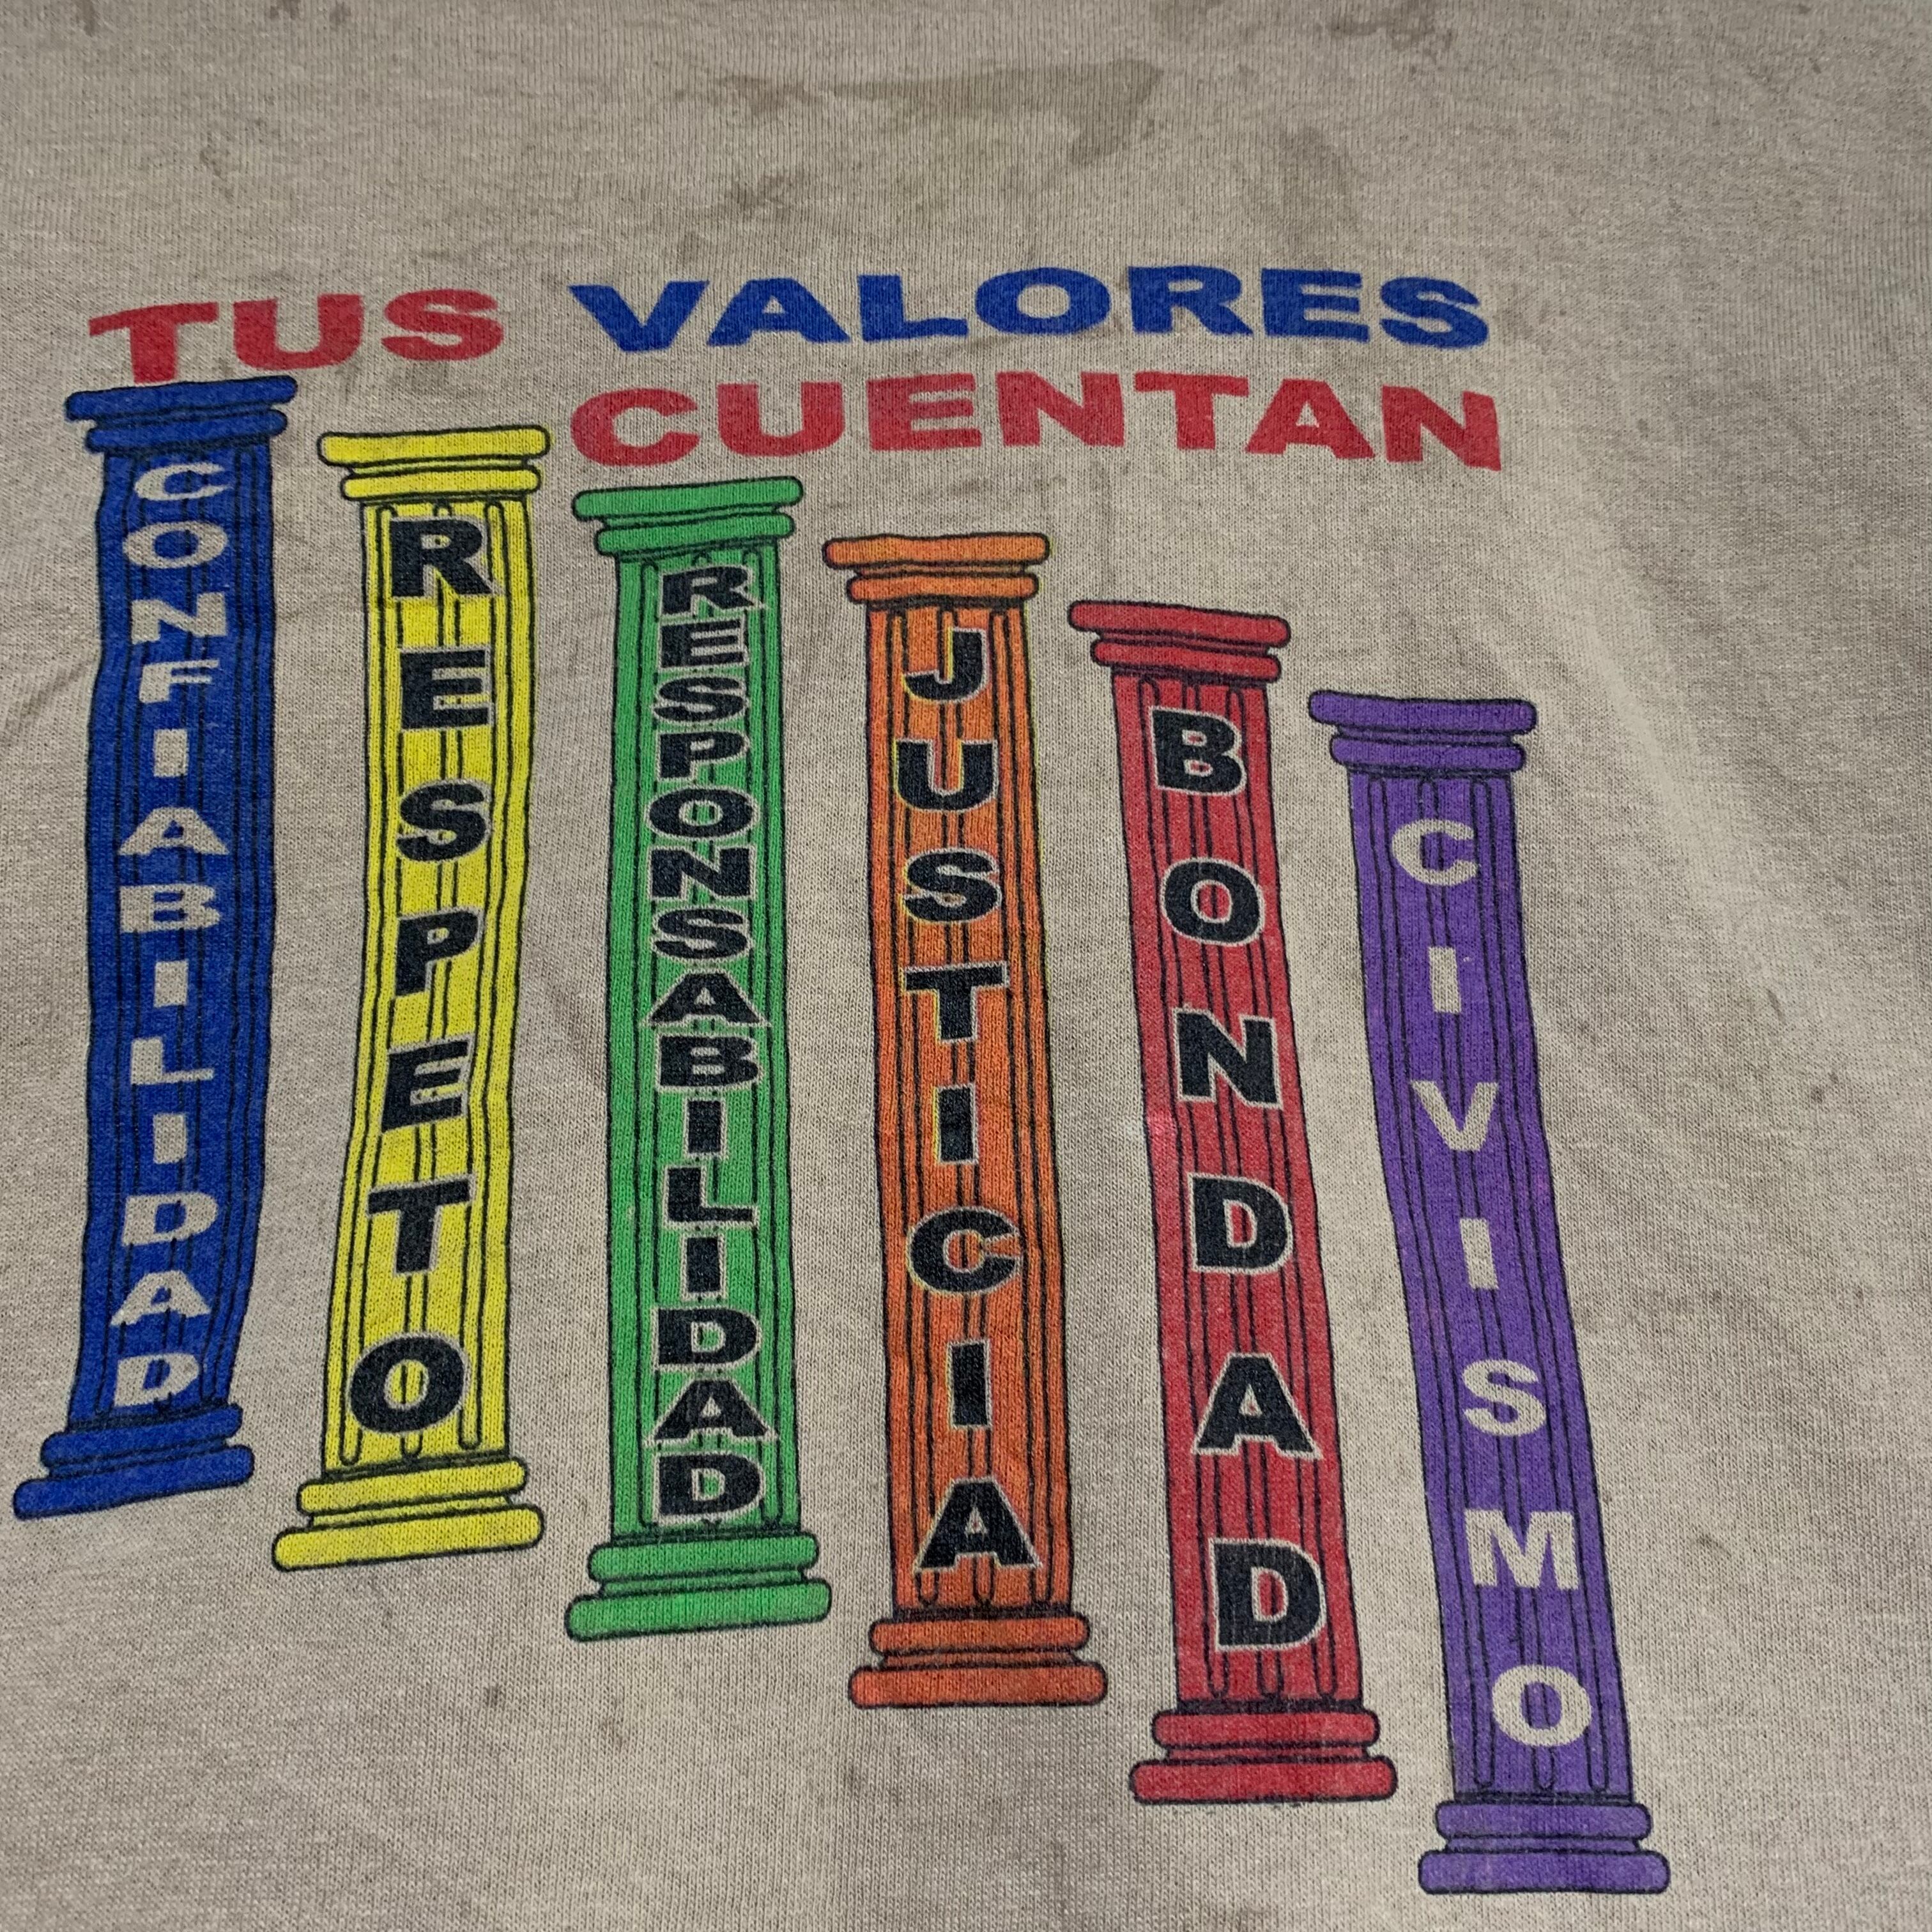 TUS VALORES
CUENTAN
CONFIABILIDAD
RESPETO
RESPONSABILIDAD
JUSTICIA
BONDAD
CIVISMO